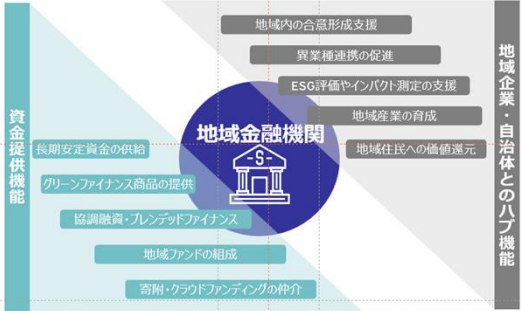 地域内の合意形成支援
異業種連携の促進
ESG評価やインパクト測定の支援
地域産業の育成
地域住民への価値還元
地域企業・自治体とのハブ機能
地域金融機関
S
資金提供機能
長期安定資金の供給
グリーンファイナンス商品の提供
協調融資・ブレンデッドファイナンス
地域ファンドの組成
寄附・クラウドファンディングの仲介